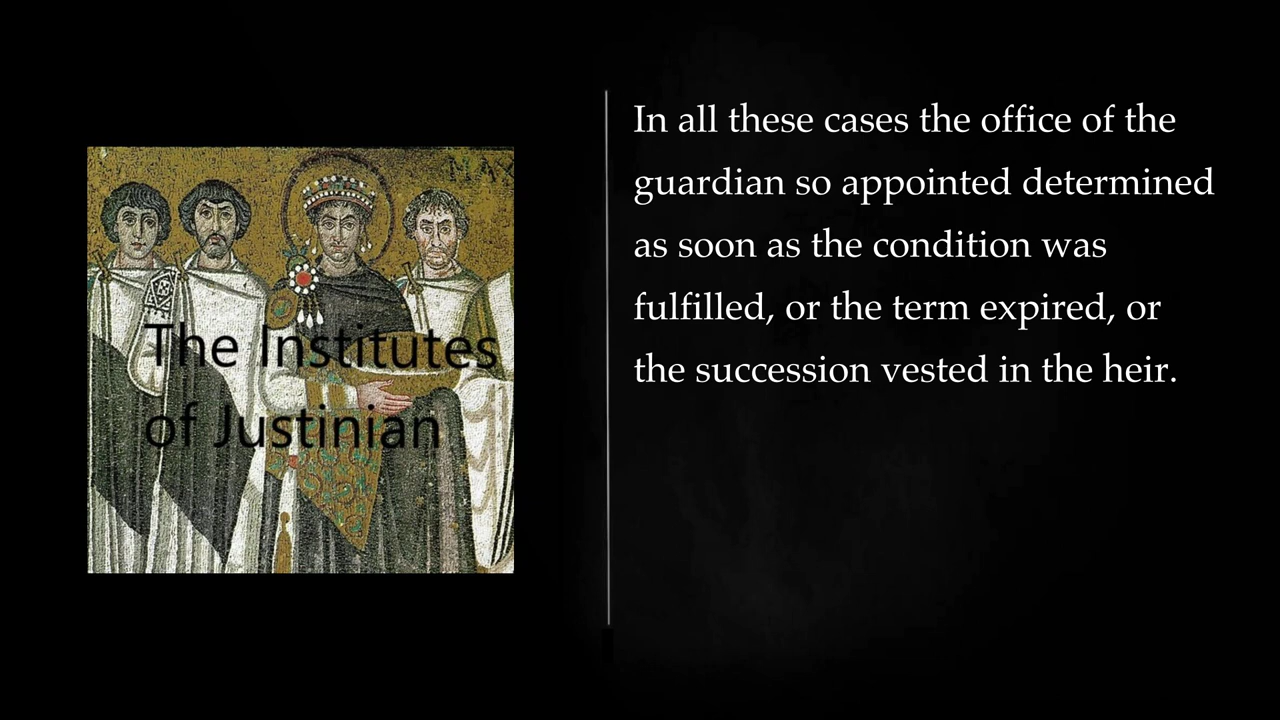 The Institutes
of Justinian
In all these cases the office of the
guardian so appointed determined
as soon as the condition was
fulfilled, or the term expired, or
the succession vested in the heir.